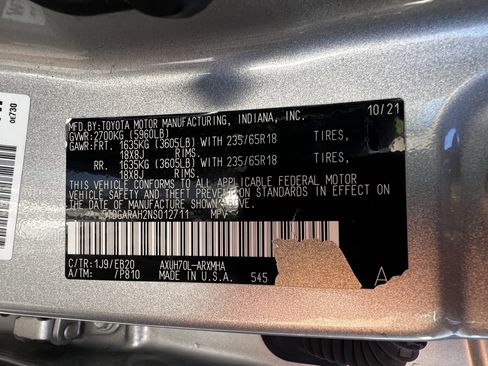 MFD.BY:TOYOTA MOTOR MANUFACTURING, INDIANA, INC. 10/21
GVWR:2700KG (5960LB)
GAWR:FRT. 1635KG (3605LB) WITH 235/65R18 TIRES,
18X8J RIMS,
RR. 1635KG (3605LB) WITH 235/65R18 TIRES,
18X8J RIMS.
THIS VEHICLE CONFORMS TO ALL APPLICABLE FEDERAL MOTOR
VEHICLE SAFETY AND THEFT PREVENTION STANDARDS IN EFFECT ON
THE DATE OF MANUFACTURE SHOWN ABOVE.
MPV
C/TR:1J9/EB20 AXUH70L-ARXMHA
A/TM: /P810 MADE IN U.S.A. 545 A
or730